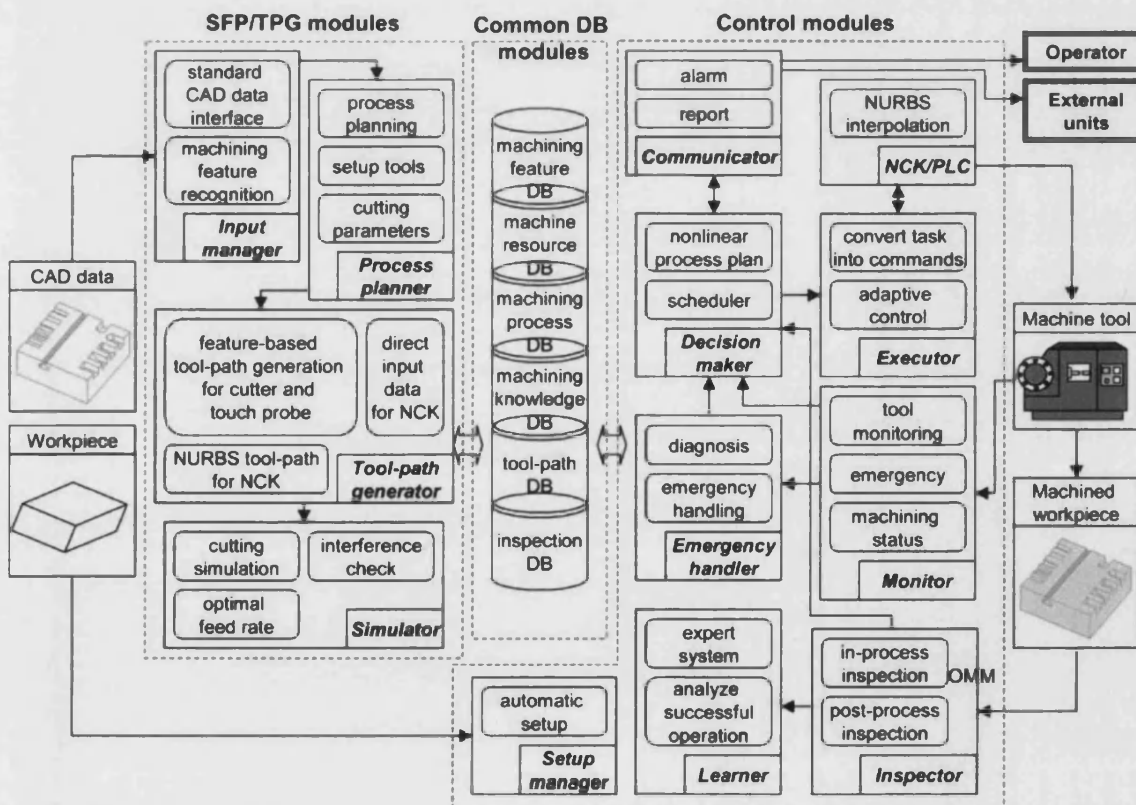 SFP/TPG modules
Common DB
modules
Control modules
standard
CAD data
interface
machining
feature
recognition
Input
manager
process
planning
setup tools
cutting
parameters
Process
planner
CAD data
Workpiece
feature-based
tool-path generation
for cutter and
touch probe
direct
input
data
for NCK
NURBS tool-path
for NCK
Tool-path
generator
cutting
simulation
interference
check
optimal
feed rate
Simulator
machining
feature
DB
machine
resource
DB
machining
process
DB
machining
knowledge
DB
tool-path
DB
inspection
DB
automatic
setup
Setup
manager
alarm
report
Communicator
NURBS
interpolation
NCK/PLC
Operator
External
units
nonlinear
process plan
scheduler
Decision
maker
convert task
into commands
adaptive
control
Executor
diagnosis
emergency
handling
Emergency
handler
tool
monitoring
emergency
machining
status
Monitor
Machine tool
Machined
workpiece
expert
system
analyze
successful
operation
Learner
in-process
inspection
OMM
post-process
inspection
Inspector